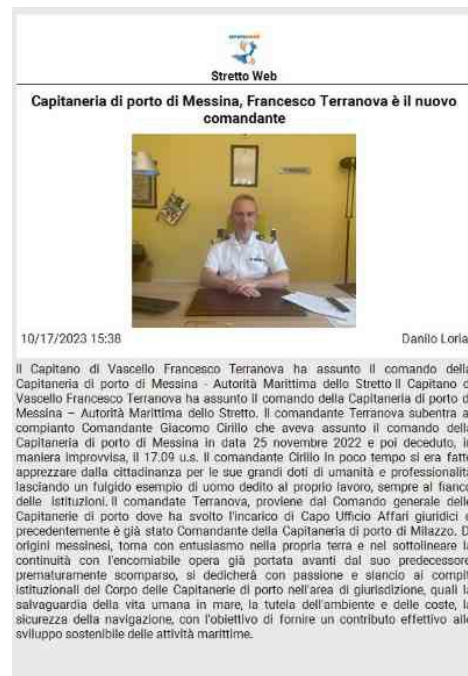 Stretto Web
Capitaneria di porto di Messina, Francesco Terranova è il nuovo
comandante
10/17/2023 15:38
Danilo Loria
Il Capitano di Vascello Francesco Terranova ha assunto il comando della
Capitaneria di porto di Messina - Autorità Marittima dello Stretto Il Capitano d
Vascello Francesco Terranova ha assunto il comando della Capitaneria di porto d
Messina – Autorità Marittima dello Stretto. Il comandante Terranova subentra a
compianto Comandante Giacomo Cirillo che aveva assunto il comando della
Capitaneria di porto di Messina in data 25 novembre 2022 e poi deceduto, in
maniera improvvisa, il 17.09 u.s. Il comandante Cirillo in poco tempo si era fatto
apprezzare dalla cittadinanza per le sue grandi doti di umanità e professionalità
lasciando un fulgido esempio di uomo dedito al proprio lavoro, sempre al fianco
delle istituzioni. Il comandate Terranova, proviene dal Comando generale delle
Capitanerie di porto dove ha svolto l'incarico di Capo Ufficio Affari giuridici e
precedentemente è già stato Comandante della Capitaneria di porto di Milazzo. D
origini messinesi, torna con entusiasmo nella propria terra e nel sottolineare la
continuità con l'encomiabile opera già portata avanti dal suo predecessore
prematuramente scomparso, si dedicherà con passione e slancio ai compit
istituzionali del Corpo delle Capitanerie di porto nell'area di giurisdizione, quali la
salvaguardia della vita umana in mare, la tutela dell'ambiente e delle coste, la
sicurezza della navigazione, con l'obiettivo di fornire un contributo effettivo allo
sviluppo sostenibile delle attività marittime.